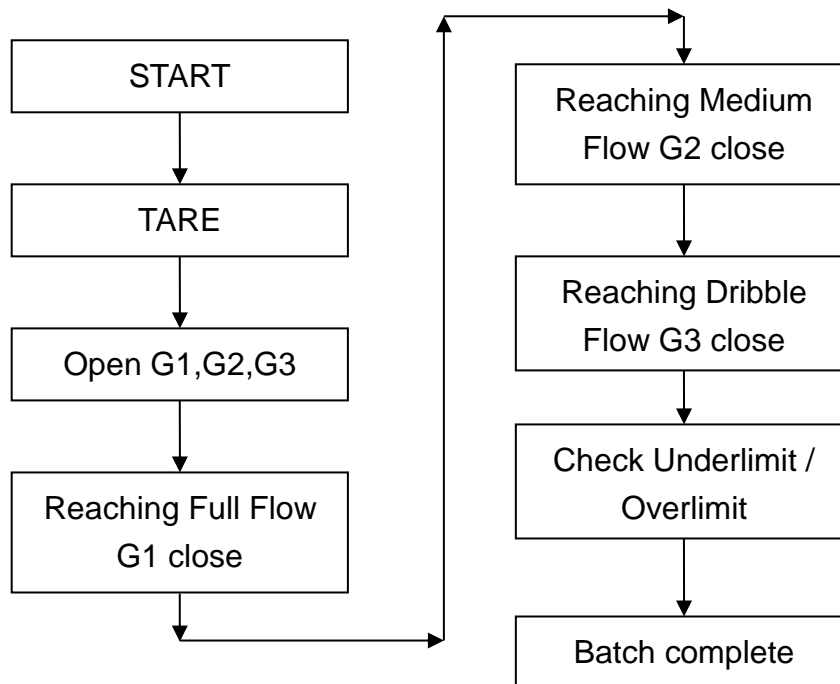 START
TARE
Open G1,G2,G3
Reaching Full Flow
G1 close
Reaching Medium
Flow G2 close
Reaching Dribble
Flow G3 close
Check Underlimit /
Overlimit
Batch complete